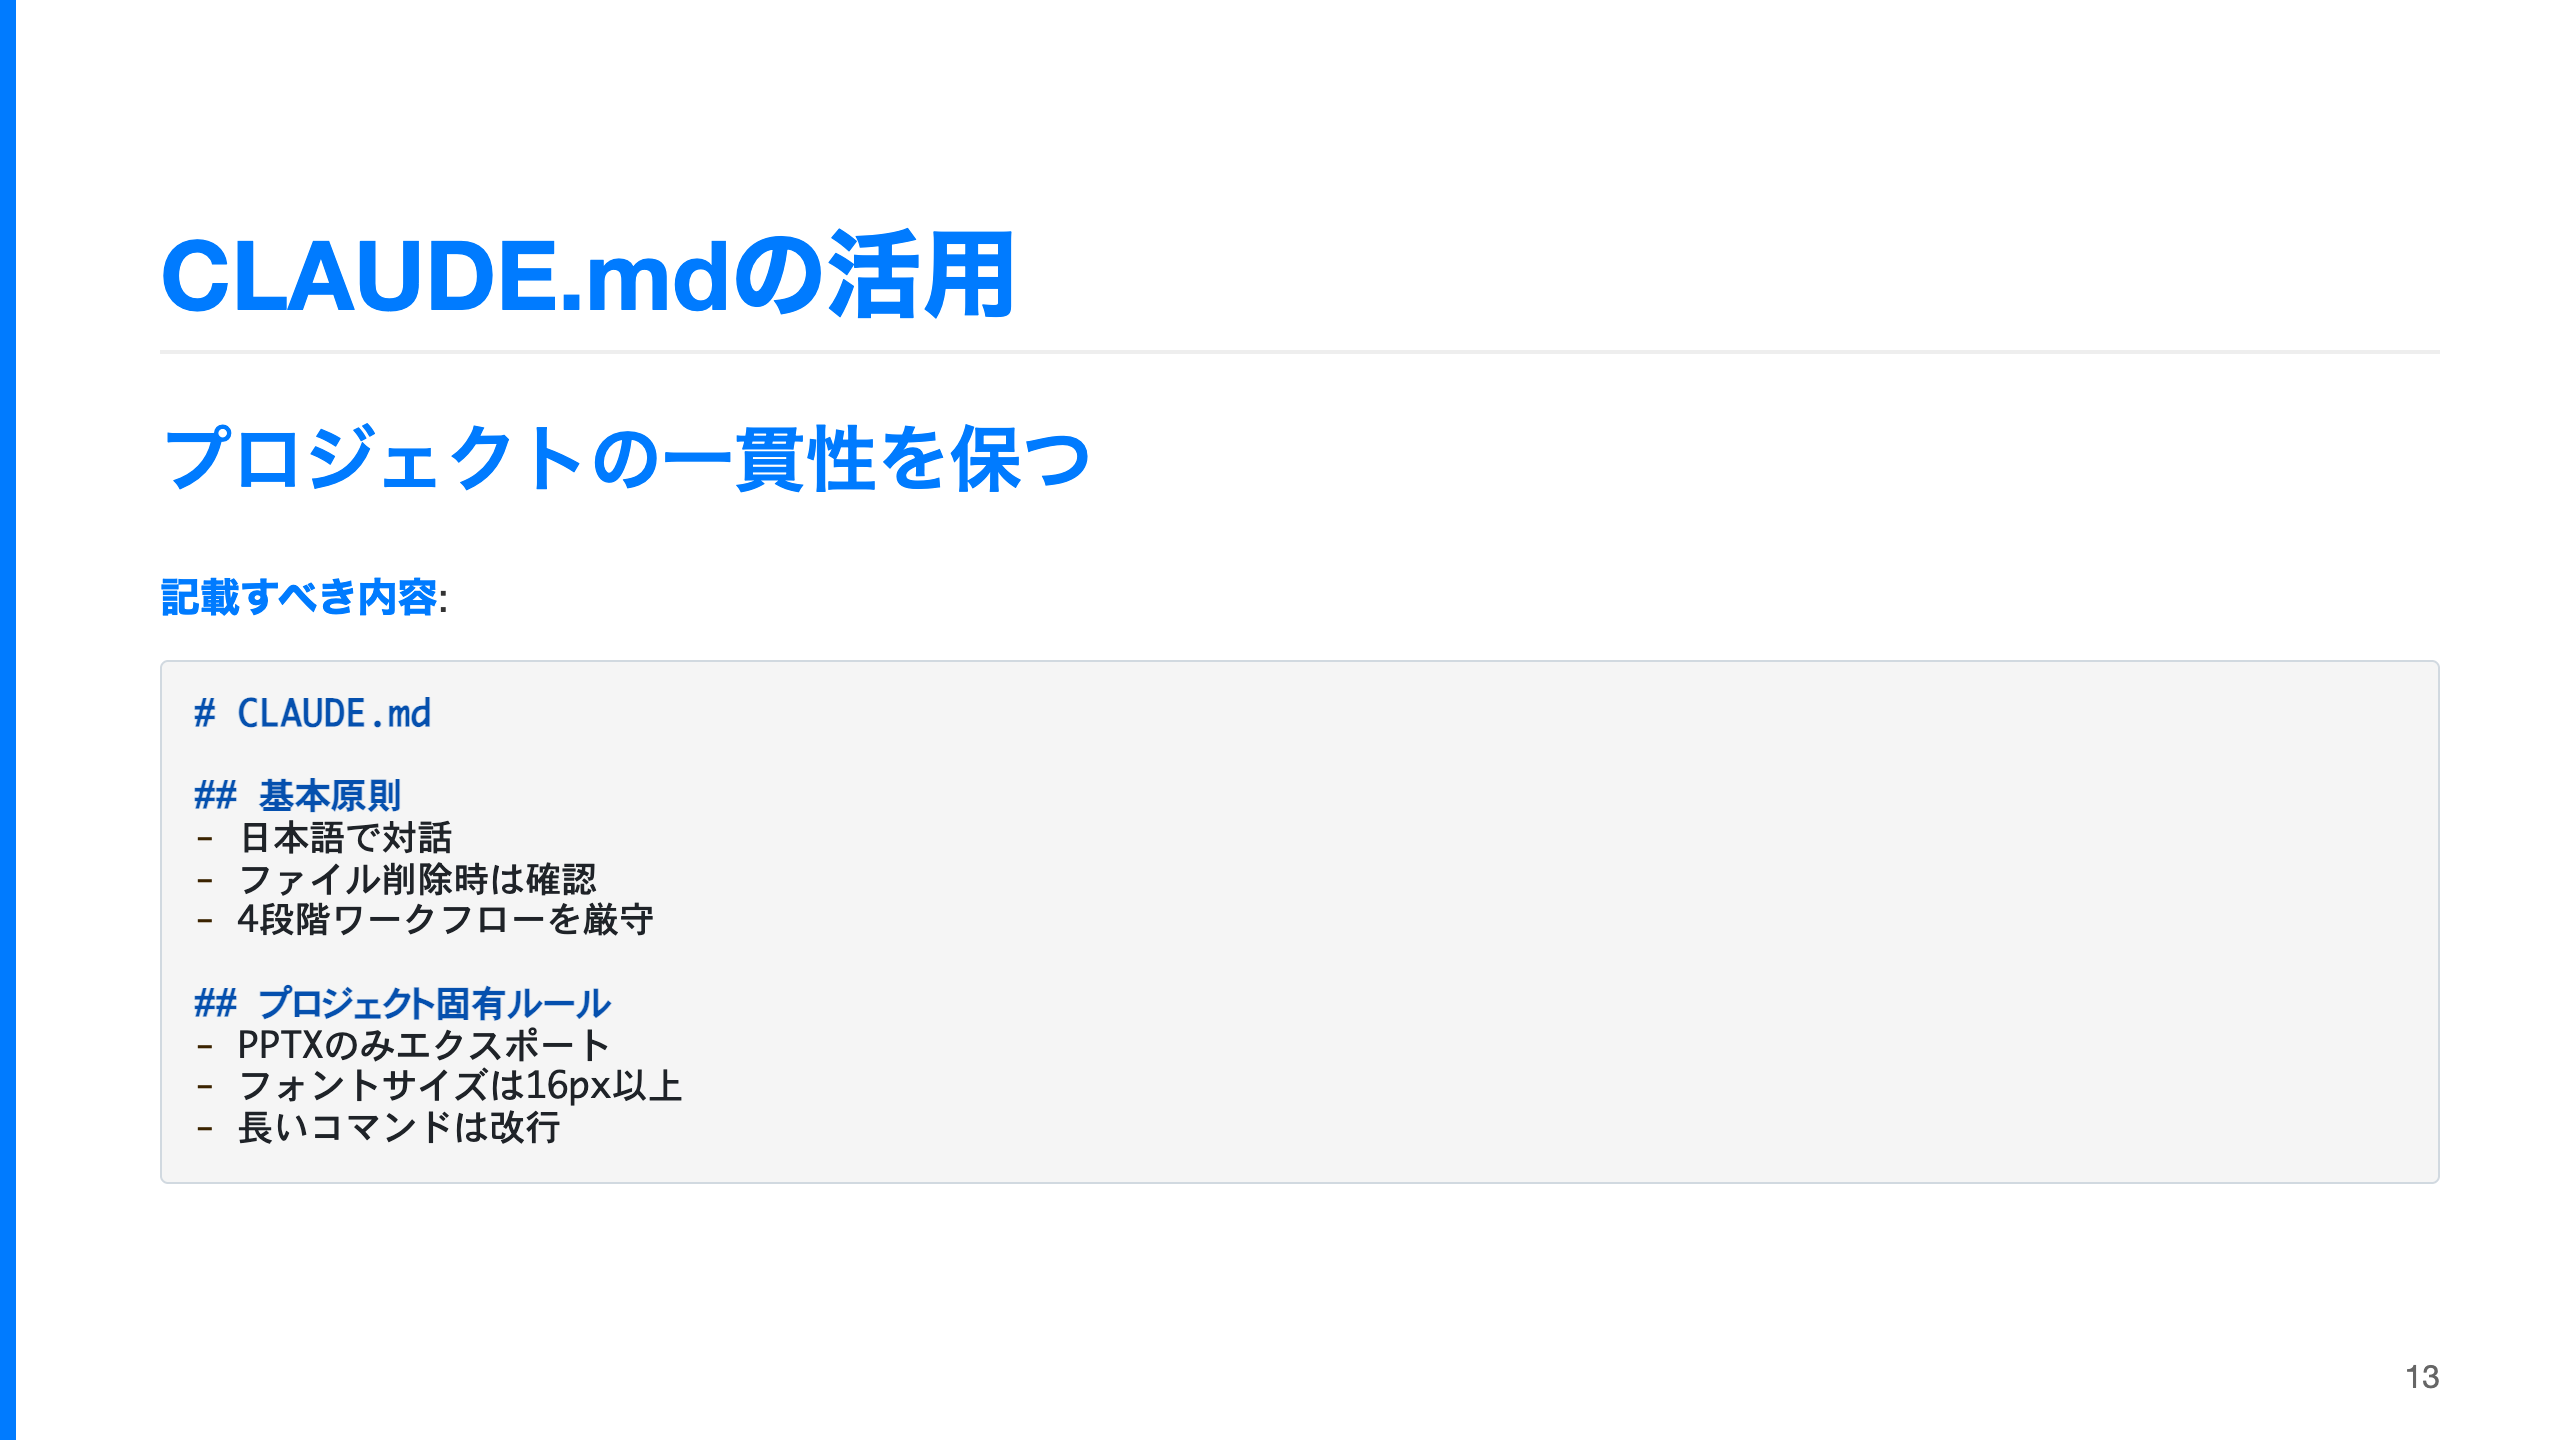 CLAUDE.mdの活用
プロジェクトの一貫性を保つ
記載すべき内容:
# CLAUDE.md
## 基本原則
- 日本語で対話
- ファイル削除時は確認
- 4段階ワークフローを厳守
## プロジェクト固有ルール
- PPTXのみエクスポート
- フォントサイズは16px以上
- 長いコマンドは改行
13